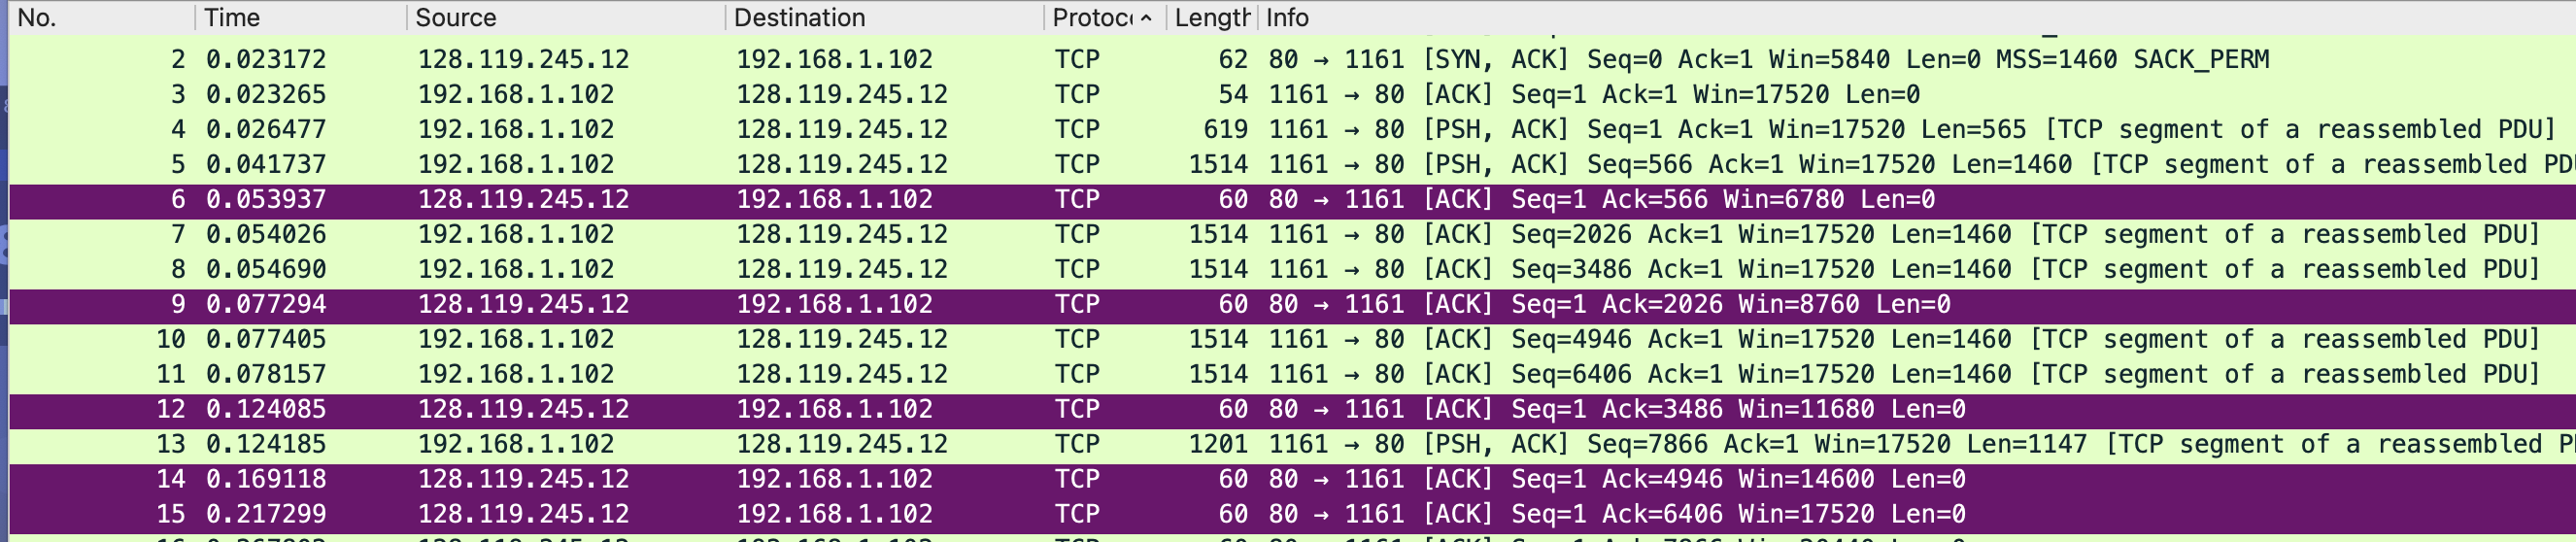 No. Time Source Destination Protoc Length Info
2 0.023172 128.119.245.12 192.168.1.102 TCP 62 80 → 1161 [SYN, ACK] Seq=0 Ack=1 Win=5840 Len=0 MSS=1460 SACK_PERM
3 0.023265 192.168.1.102 128.119.245.12 TCP 54 1161 → 80 [ACK] Seq=1 Ack=1 Win=17520 Len=0
4 0.026477 192.168.1.102 128.119.245.12 TCP 619 1161 → 80 [PSH, ACK] Seq=1 Ack=1 Win=17520 Len=565 [TCP segment of a reassembled PDU]
5 0.041737 192.168.1.102 128.119.245.12 TCP 1514 1161 → 80 [PSH, ACK] Seq=566 Ack=1 Win=17520 Len=1460 [TCP segment of a reassembled PD
6 0.053937 128.119.245.12 192.168.1.102 TCP 60 80 → 1161 [ACK] Seq=1 Ack=566 Win=6780 Len=0
7 0.054026 192.168.1.102 128.119.245.12 TCP 1514 1161 → 80 [ACK] Seq=2026 Ack=1 Win=17520 Len=1460 [TCP segment of a reassembled PDU]
8 0.054690 192.168.1.102 128.119.245.12 TCP 1514 1161 → 80 [ACK] Seq=3486 Ack=1 Win=17520 Len=1460 [TCP segment of a reassembled PDU]
9 0.077294 128.119.245.12 192.168.1.102 TCP 60 80 → 1161 [ACK] Seq=1 Ack=2026 Win=8760 Len=0
10 0.077405 192.168.1.102 128.119.245.12 TCP 1514 1161 → 80 [ACK] Seq=4946 Ack=1 Win=17520 Len=1460 [TCP segment of a reassembled PDU]
11 0.078157 192.168.1.102 128.119.245.12 TCP 1514 1161 → 80 [ACK] Seq=6406 Ack=1 Win=17520 Len=1460 [TCP segment of a reassembled PDU]
12 0.124085 128.119.245.12 192.168.1.102 TCP 60 80 → 1161 [ACK] Seq=1 Ack=3486 Win=11680 Len=0
13 0.124185 192.168.1.102 128.119.245.12 TCP 1201 1161 → 80 [PSH, ACK] Seq=7866 Ack=1 Win=17520 Len=1147 [TCP segment of a reassembled P
14 0.169118 128.119.245.12 192.168.1.102 TCP 60 80 → 1161 [ACK] Seq=1 Ack=4946 Win=14600 Len=0
15 0.217299 128.119.245.12 192.168.1.102 TCP 60 80 → 1161 [ACK] Seq=1 Ack=6406 Win=17520 Len=0